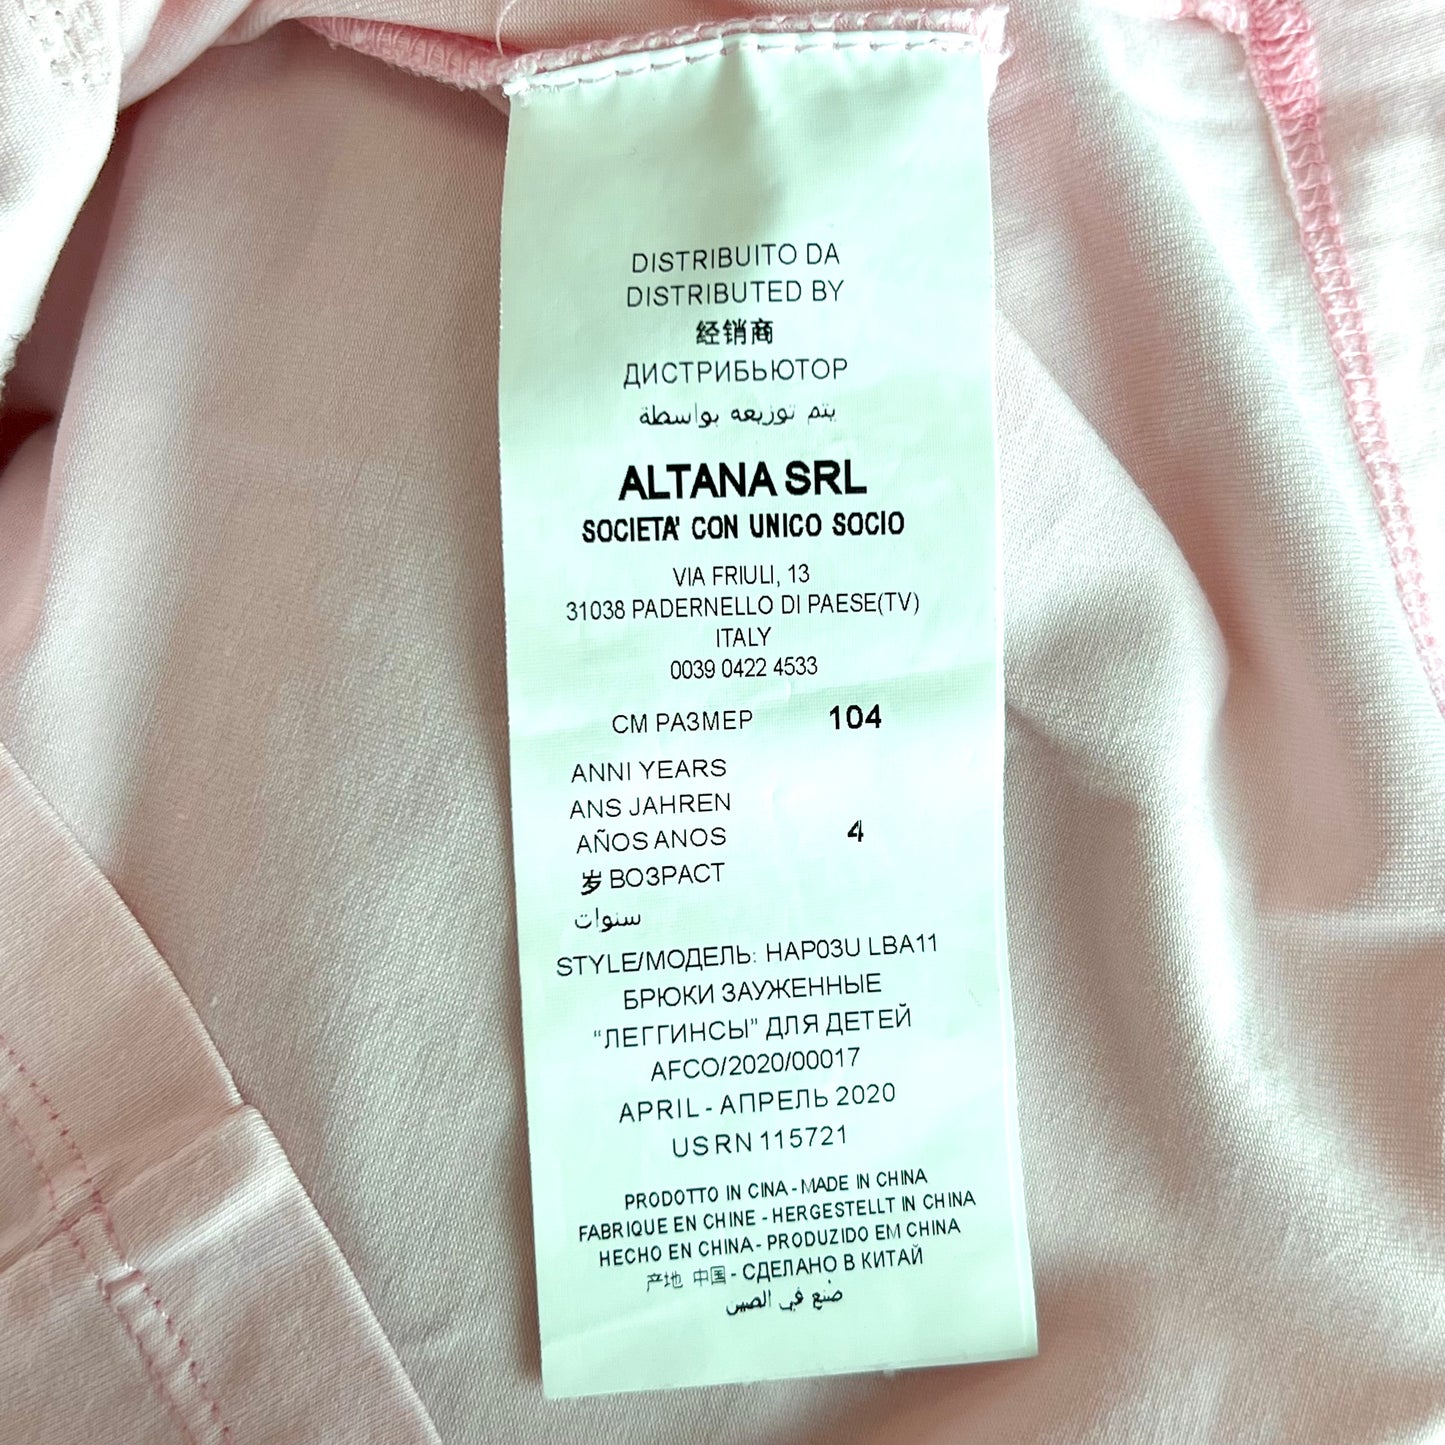 DISTRIBUITO DA
DISTRIBUTED BY
经销商
ДИСТРИБЬЮТОР
يتم توزيعه بواسطة
ALTANA SRL
SOCIETA' CON UNICO SOCIO
VIA FRIULI, 13
31038 PADERNELLO DI PAESE(TV)
ITALY
0039 0422 4533
СМ РАЗМЕР 104
ANNI YEARS
ANS JAHREN
AÑOS ANOS 4
岁 ВОЗРАСТ
سنوات
STYLE/МОДЕЛЬ: HAP03U LBA11
БРЮКИ ЗАУЖЕННЫЕ
“ЛЕГГИНСЫ” ДЛЯ ДЕТЕЙ
AFCO/2020/00017
APRIL - АПРЕЛЬ 2020
US RN 115721
PRODOTTO IN CINA - MADE IN CHINA
FABRIQUE EN CHINE - HERGESTELLT IN CHINA
HECHO EN CHINA - PRODUZIDO EM CHINA
产地 中国 - СДЕЛАНО В КИТАЙ
صنع في الصين